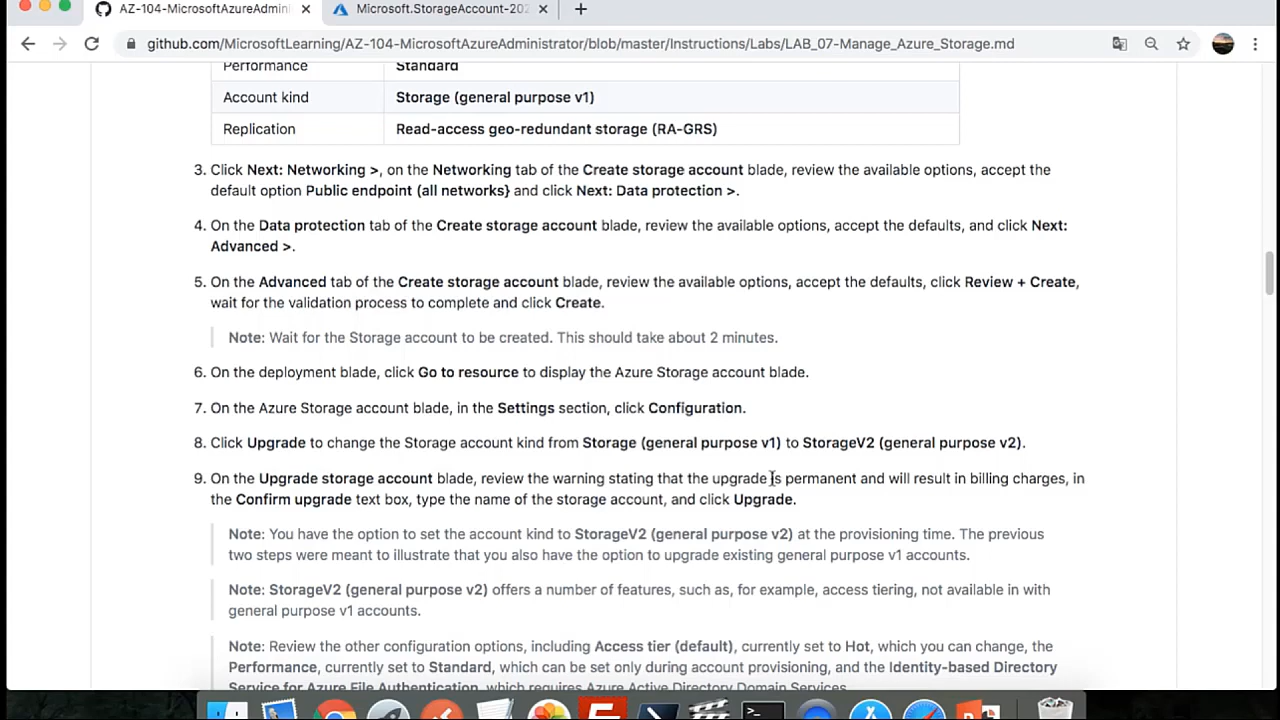 AZ-104-MicrosoftAzureAdmini
Microsoft.StorageAccount-202
github.com/MicrosoftLearning/AZ-104-MicrosoftAzureAdministrator/blob/master/Instructions/Labs/LAB_07-Manage_Azure_Storage.md
Performance Standard
Account kind Storage (general purpose v1)
Replication Read-access geo-redundant storage (RA-GRS)
3. Click Next: Networking >, on the Networking tab of the Create storage account blade, review the available options, accept the
default option Public endpoint (all networks} and click Next: Data protection >.
4. On the Data protection tab of the Create storage account blade, review the available options, accept the defaults, and click Next:
Advanced >.
5. On the Advanced tab of the Create storage account blade, review the available options, accept the defaults, click Review + Create,
wait for the validation process to complete and click Create.
Note: Wait for the Storage account to be created. This should take about 2 minutes.
6. On the deployment blade, click Go to resource to display the Azure Storage account blade.
7. On the Azure Storage account blade, in the Settings section, click Configuration.
8. Click Upgrade to change the Storage account kind from Storage (general purpose v1) to StorageV2 (general purpose v2).
9. On the Upgrade storage account blade, review the warning stating that the upgrade is permanent and will result in billing charges, in
the Confirm upgrade text box, type the name of the storage account, and click Upgrade.
Note: You have the option to set the account kind to StorageV2 (general purpose v2) at the provisioning time. The previous
two steps were meant to illustrate that you also have the option to upgrade existing general purpose v1 accounts.
Note: StorageV2 (general purpose v2) offers a number of features, such as, for example, access tiering, not available in with
general purpose v1 accounts.
Note: Review the other configuration options, including Access tier (default), currently set to Hot, which you can change, the
Performance, currently set to Standard, which can be set only during account provisioning, and the Identity-based Directory
Service for Azure File Authentication, which requires Azure Active Directory Domain Services.